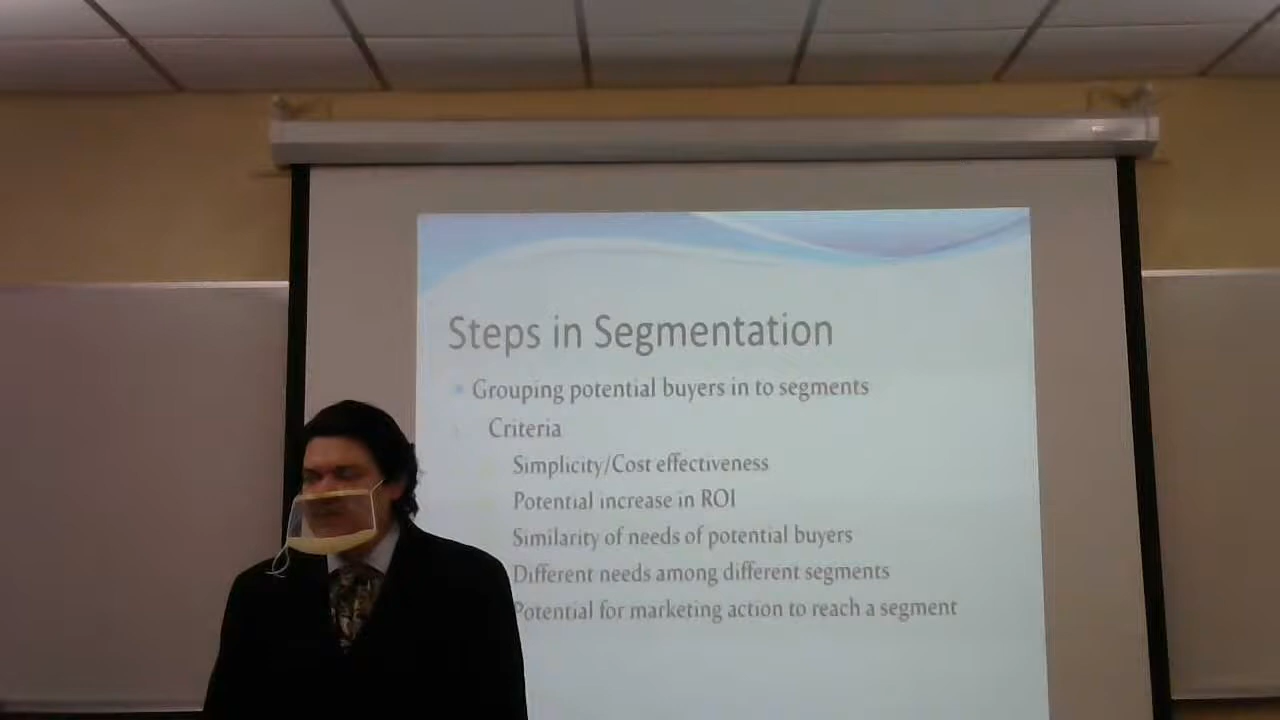 Steps in Segmentation
Grouping potential buyers in to segments
Criteria
Simplicity/Cost effectiveness
Potential increase in ROI
Similarity of needs of potential buyers
Different needs among different segments
Potential for marketing action to reach a segment